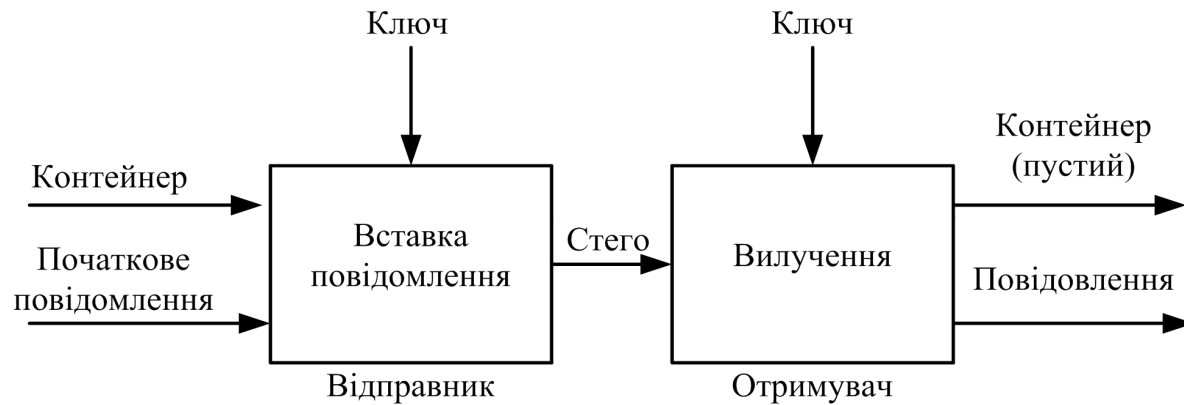 Ключ
Ключ
Контейнер
(пустий)
Контейнер
Вставка
повідомлення
Стего
Вилучення
Початкове
повідомлення
Повідовлення
Відправник
Отримувач